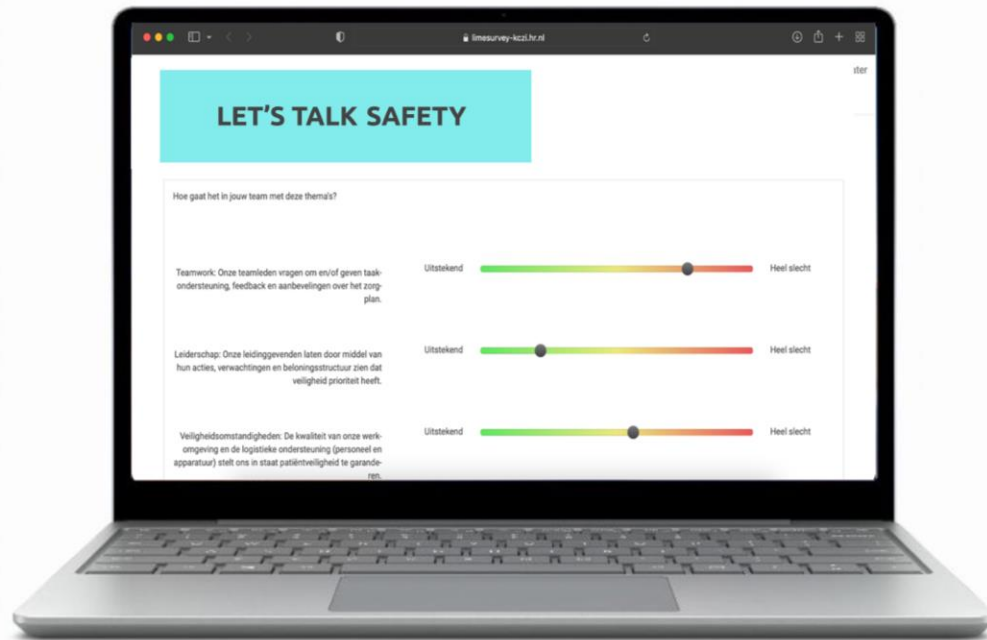 limesurvey-kczi.hr.nl
LET'S TALK SAFETY
Hoe gaat het in jouw team met deze thema's?
Teamwork: Onze teamleden vragen om en/of geven taak-
ondersteuning, feedback en aanbevelingen over het zorg-
plan.
Uitstekend
Heel slecht
Leiderschap: Onze leidinggevenden laten door middel van
hun acties, verwachtingen en beloningsstructuur zien dat
veiligheid prioriteit heeft.
Uitstekend
Heel slecht
Veiligheidsomstandigheden: De kwaliteit van onze werk-
omgeving en de logistieke ondersteuning (personeel en
apparatuur) stelt ons in staat patiëntveiligheid te garande-
ren.
Uitstekend
Heel slecht